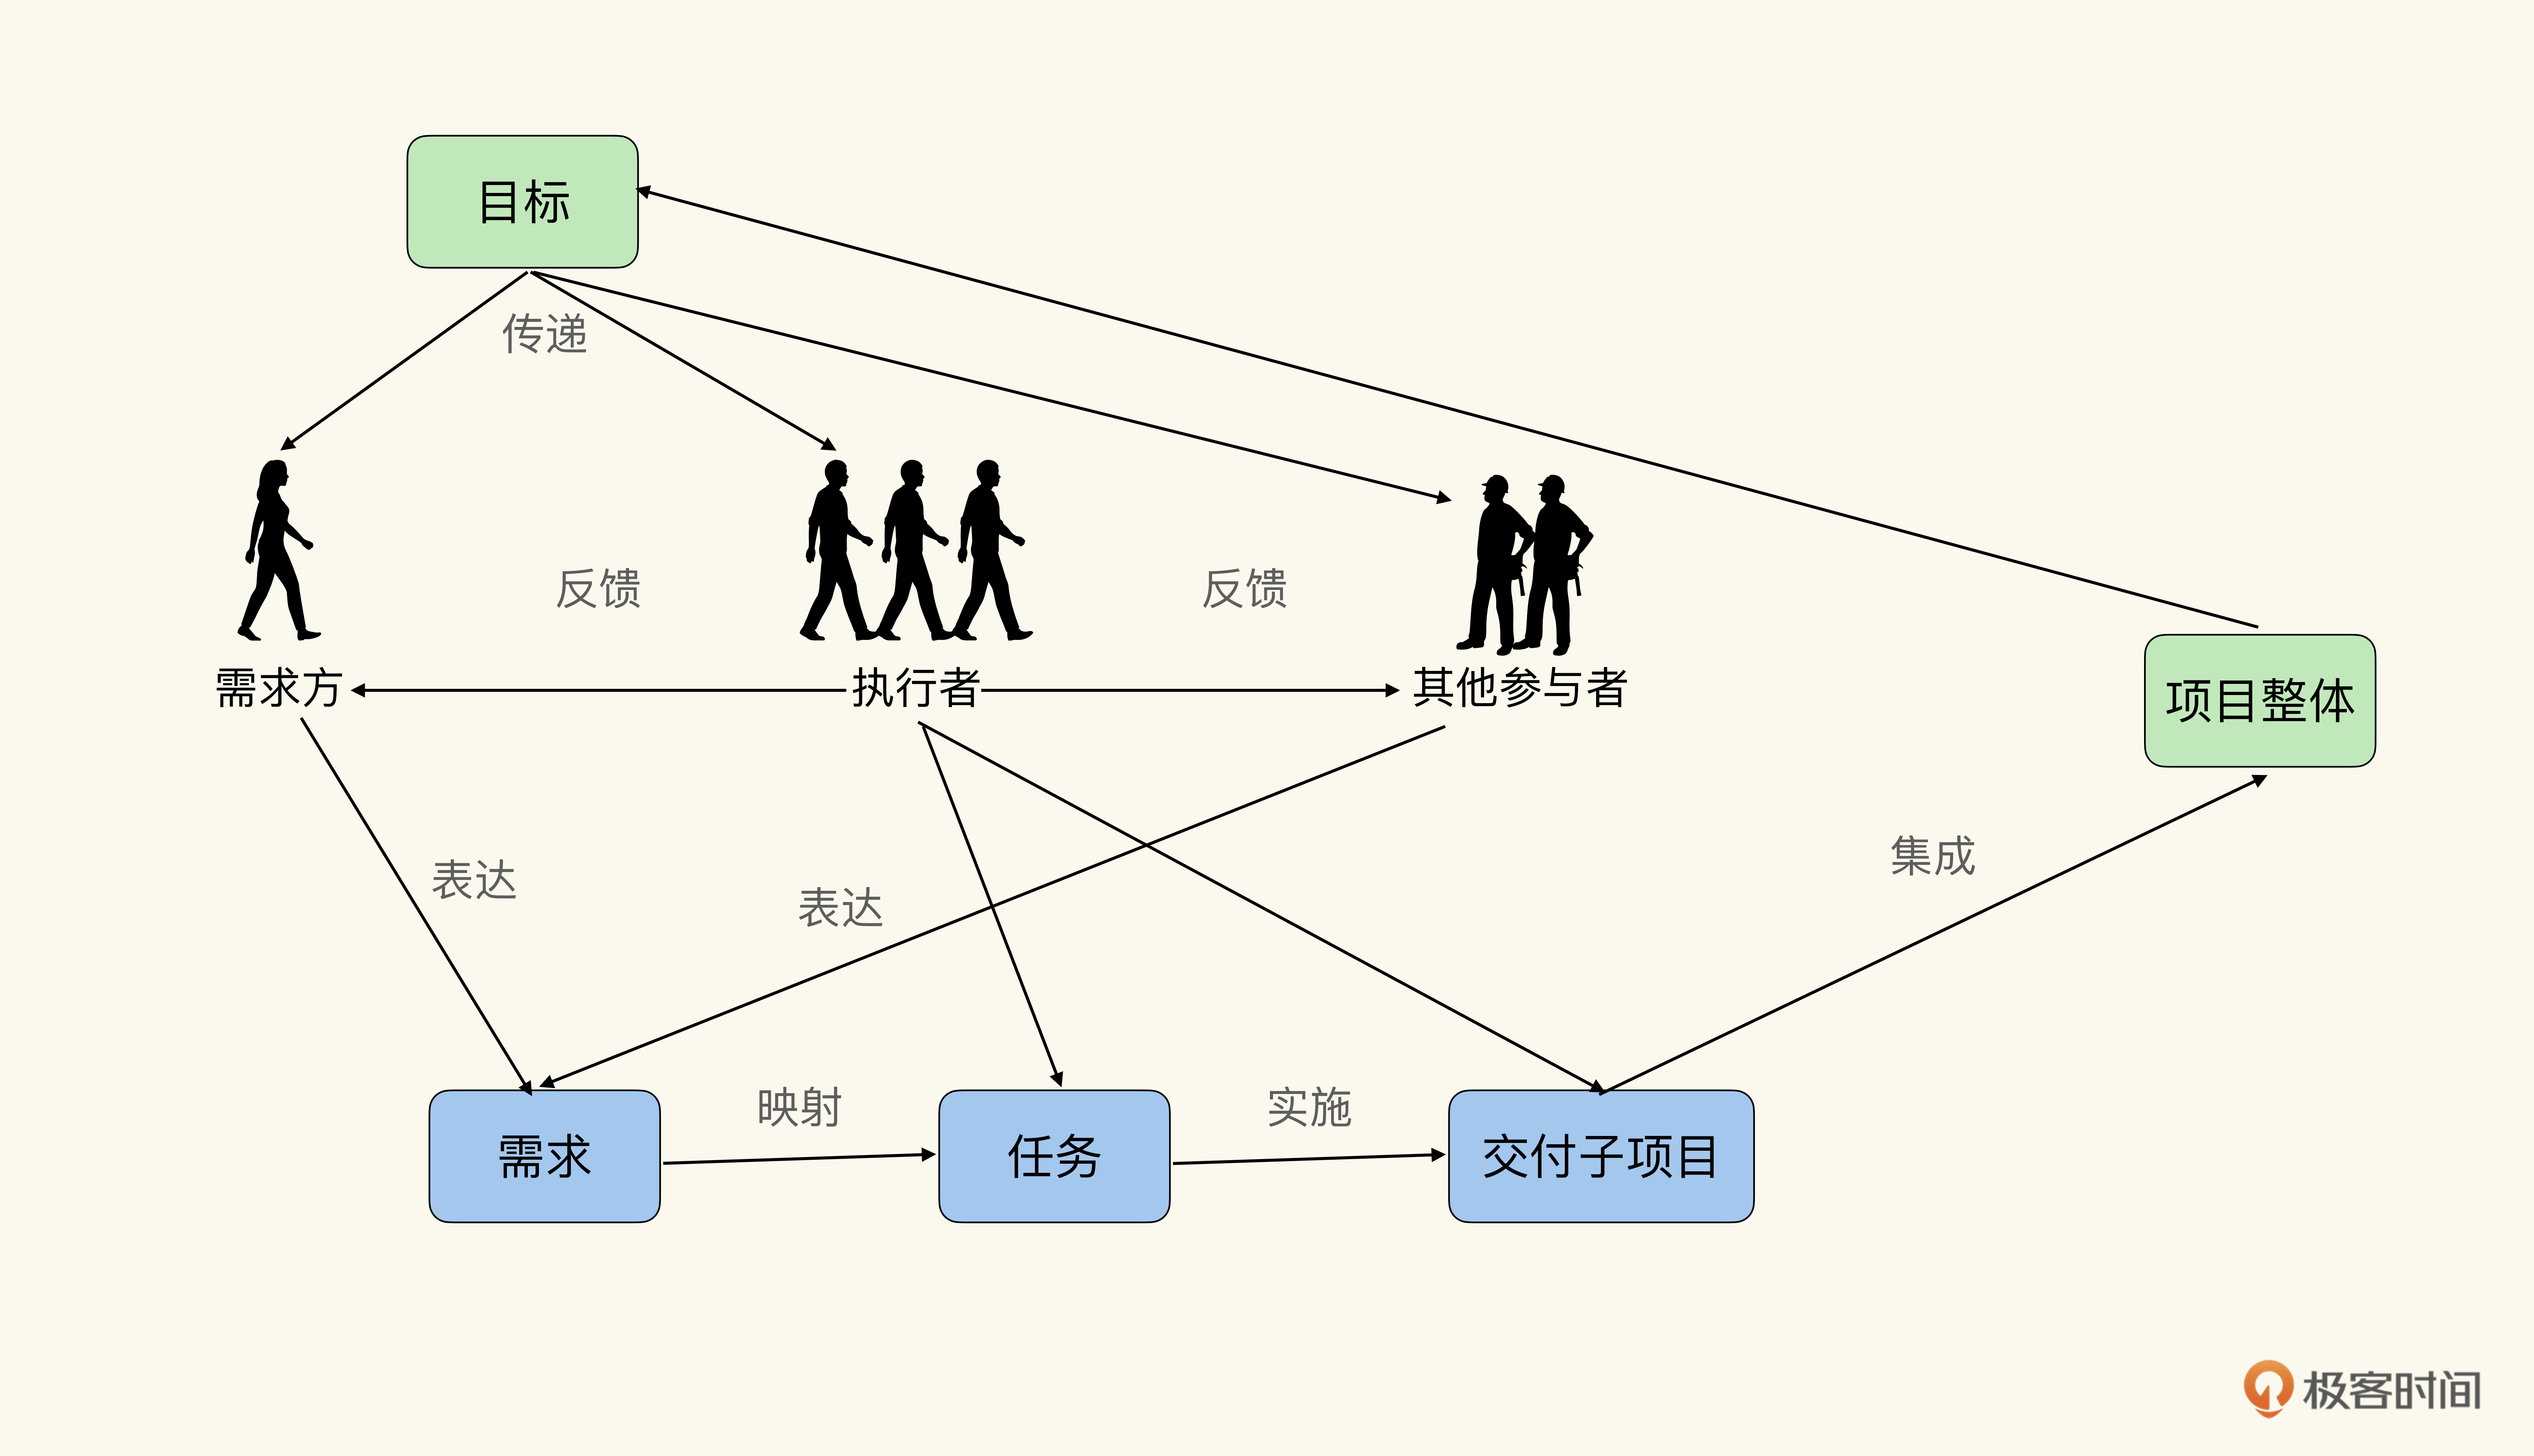 目标
传递
反馈
反馈
需求方
执行者
其他参与者
项目整体
表达
表达
集成
映射
实施
需求
任务
交付子项目
极客时间